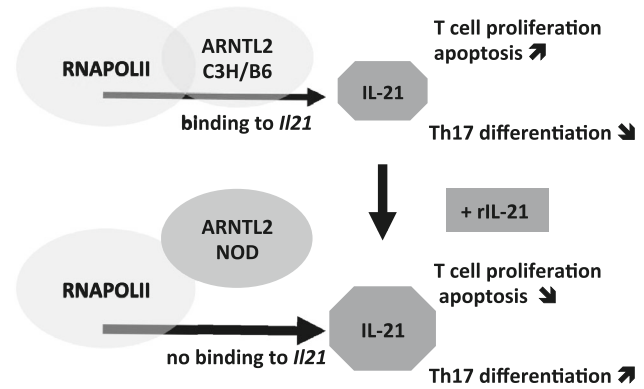 RNAPOLII
ARNTL2
C3H/B6
binding to Il21
IL-21
T cell proliferation
apoptosis ↗
Th17 differentiation ↘
+ rIL-21
ARNTL2
NOD
RNAPOLII
no binding to Il21
IL-21
T cell proliferation
apoptosis ↘
Th17 differentiation ↗